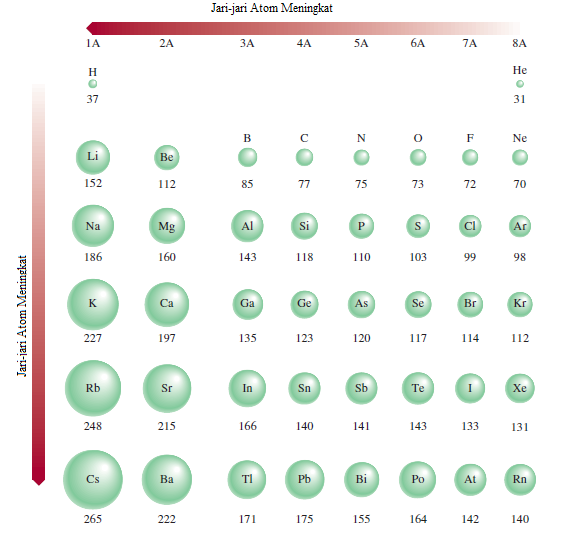 Jari-jari Atom Meningkat
1A 2A 3A 4A 5A 6A 7A 8A
H He
37 31
B C N O F Ne
Li Be
152 112 85 77 75 73 72 70
Na Mg Al Si P S Cl Ar
186 160 143 118 110 103 99 98
K Ca Ga Ge As Se Br Kr
227 197 135 123 120 117 114 112
Rb Sr In Sn Sb Te I Xe
248 215 166 140 141 143 133 131
Cs Ba Tl Pb Bi Po At Rn
265 222 171 175 155 164 142 140
Jari-jari Atom Meningkat